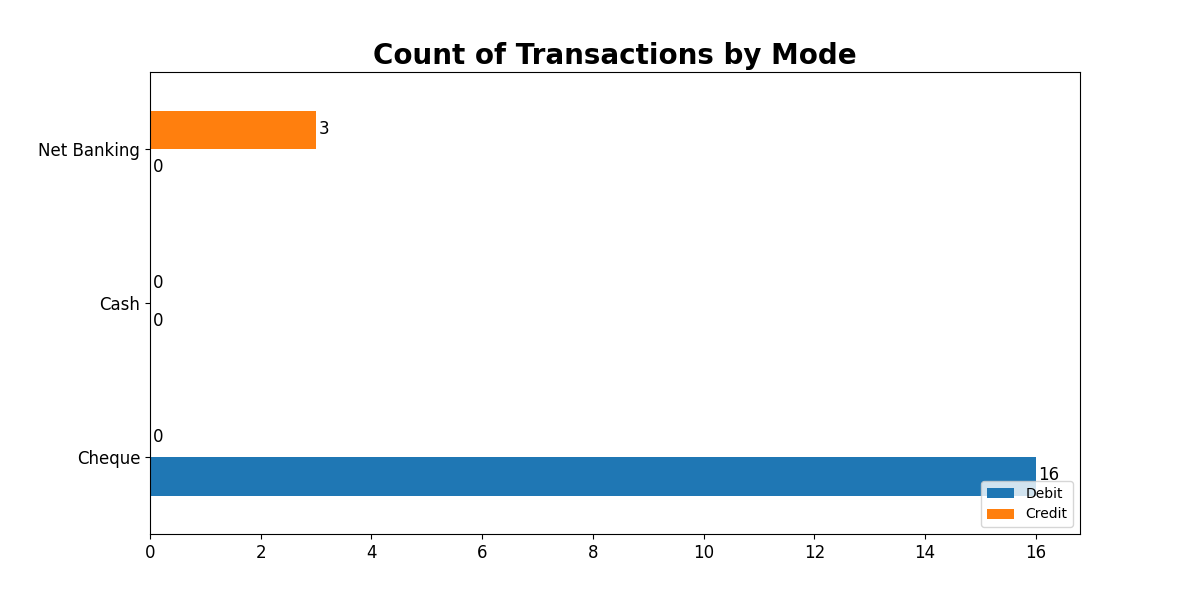 Count of Transactions by Mode
Net Banking
3
0
Cash
0
0
Cheque
0
16
Debit
Credit
0 2 4 6 8 10 12 14 16